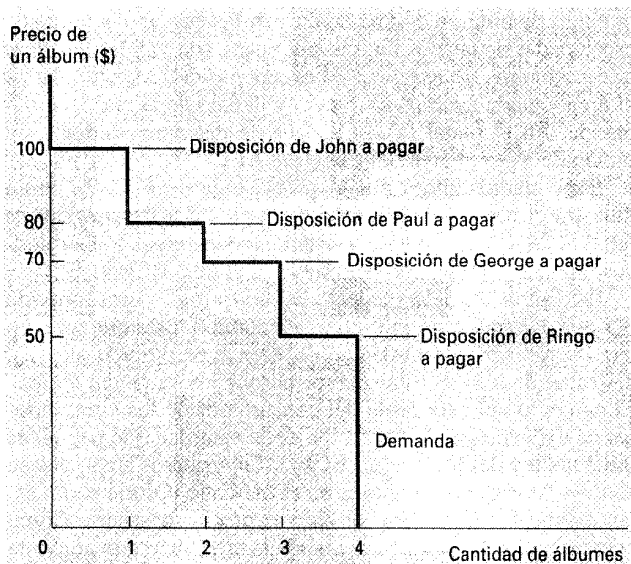 Precio de
un álbum ($)
100
Disposición de John a pagar
80
Disposición de Paul a pagar
70
Disposición de George a pagar
50
Disposición de Ringo
a pagar
Demanda
0
1
2
3
4
Cantidad de álbumes